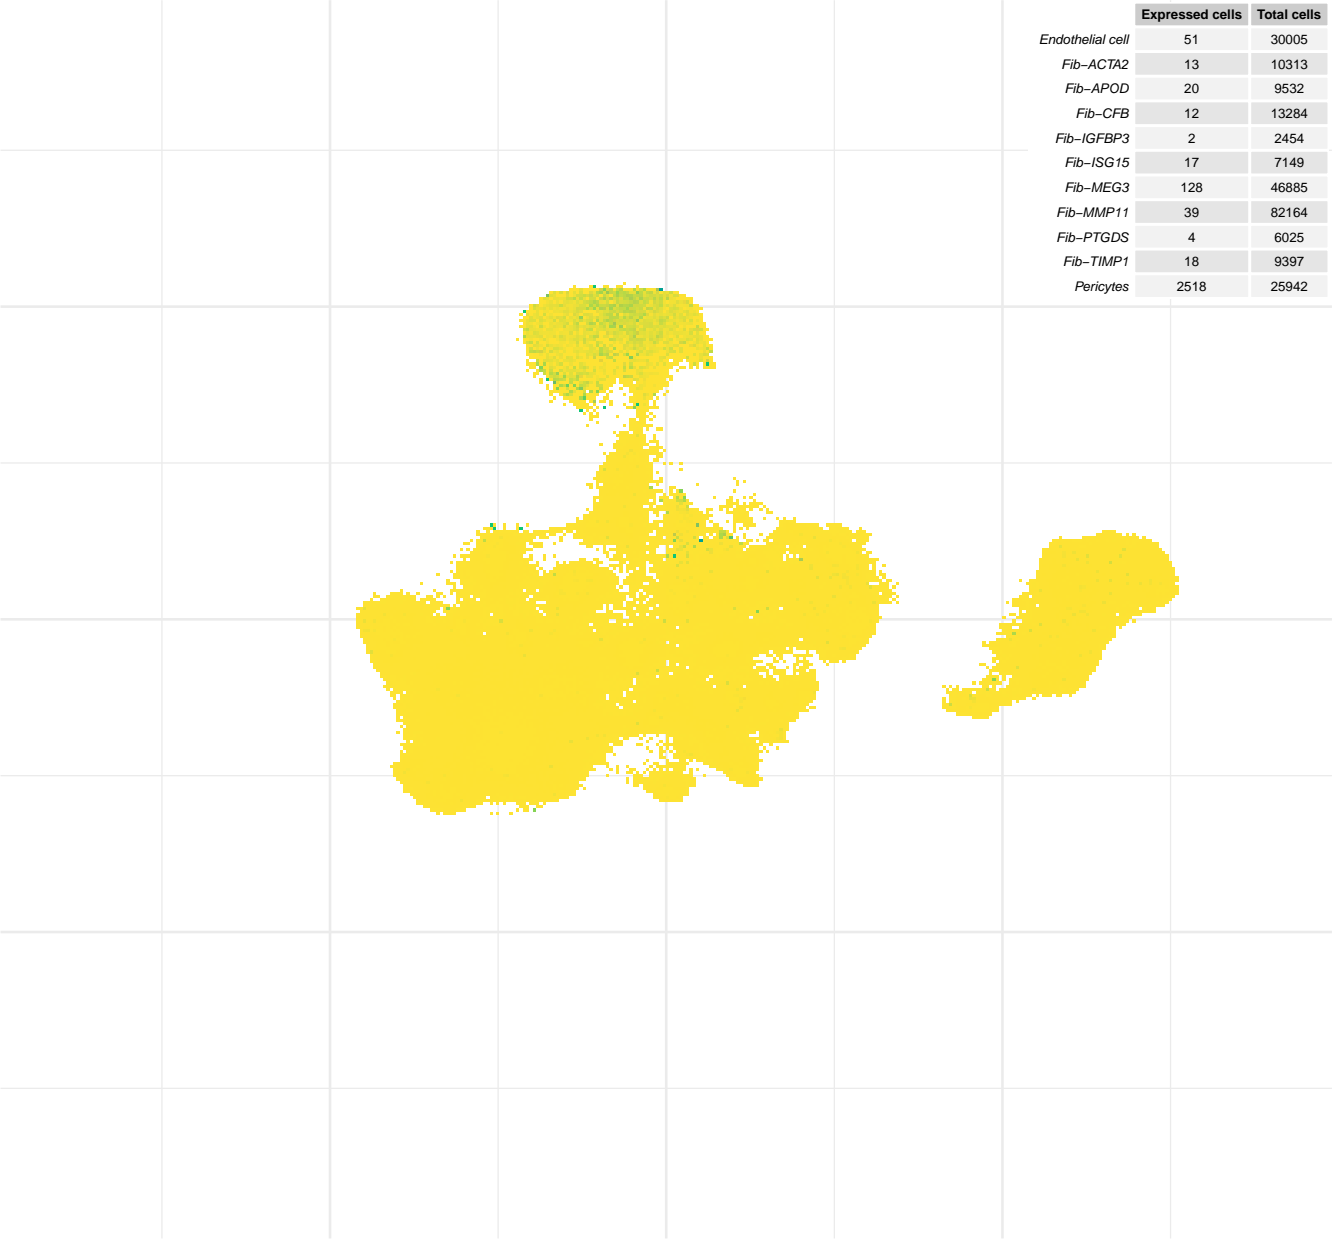 Expressed cells Total cells
Endothelial cell 51 30005
Fib−ACTA2 13 10313
Fib−APOD 20 9532
Fib−CFB 12 13284
Fib−IGFBP3 2 2454
Fib−ISG15 17 7149
Fib−MEG3 128 46885
Fib−MMP11 39 82164
Fib−PTGDS 4 6025
Fib−TIMP1 18 9397
Pericytes 2518 25942